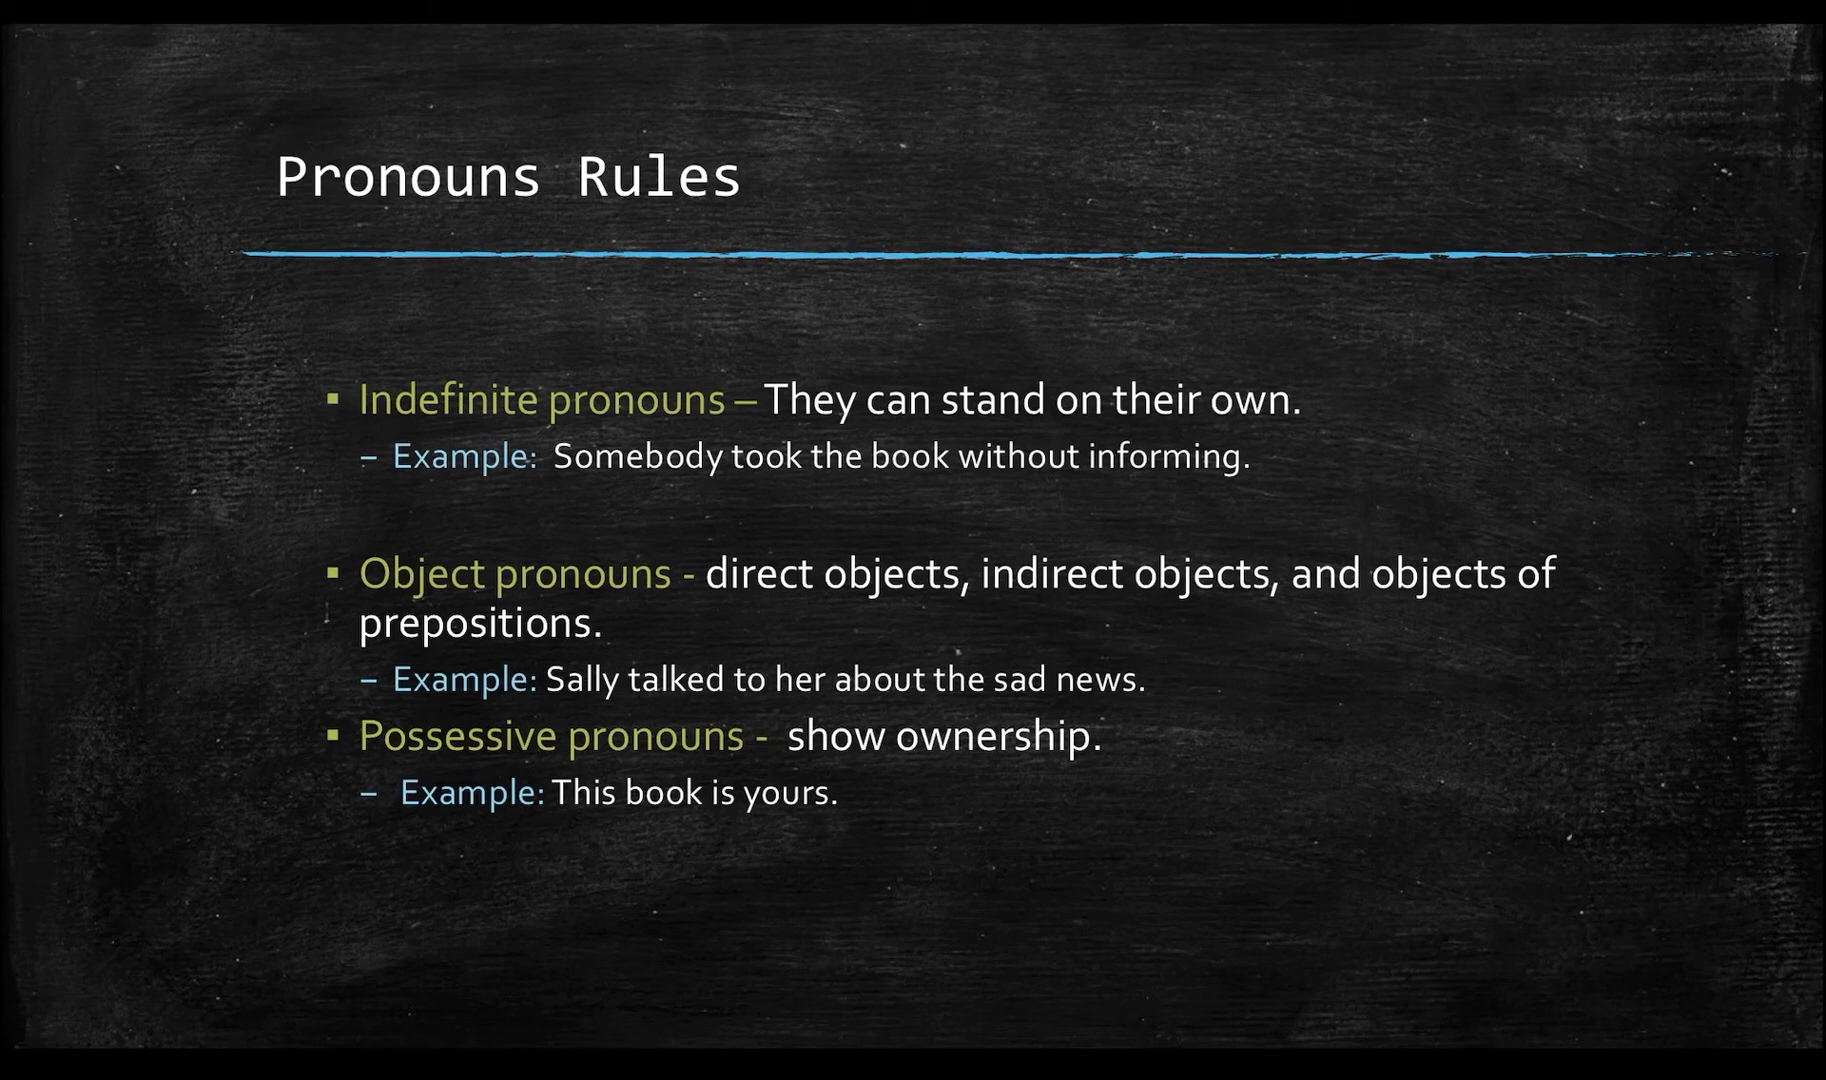 Pronouns Rules
▪ Indefinite pronouns – They can stand on their own.
– Example: Somebody took the book without informing.
▪ Object pronouns - direct objects, indirect objects, and objects of
prepositions.
– Example: Sally talked to her about the sad news.
▪ Possessive pronouns - show ownership.
– Example: This book is yours.